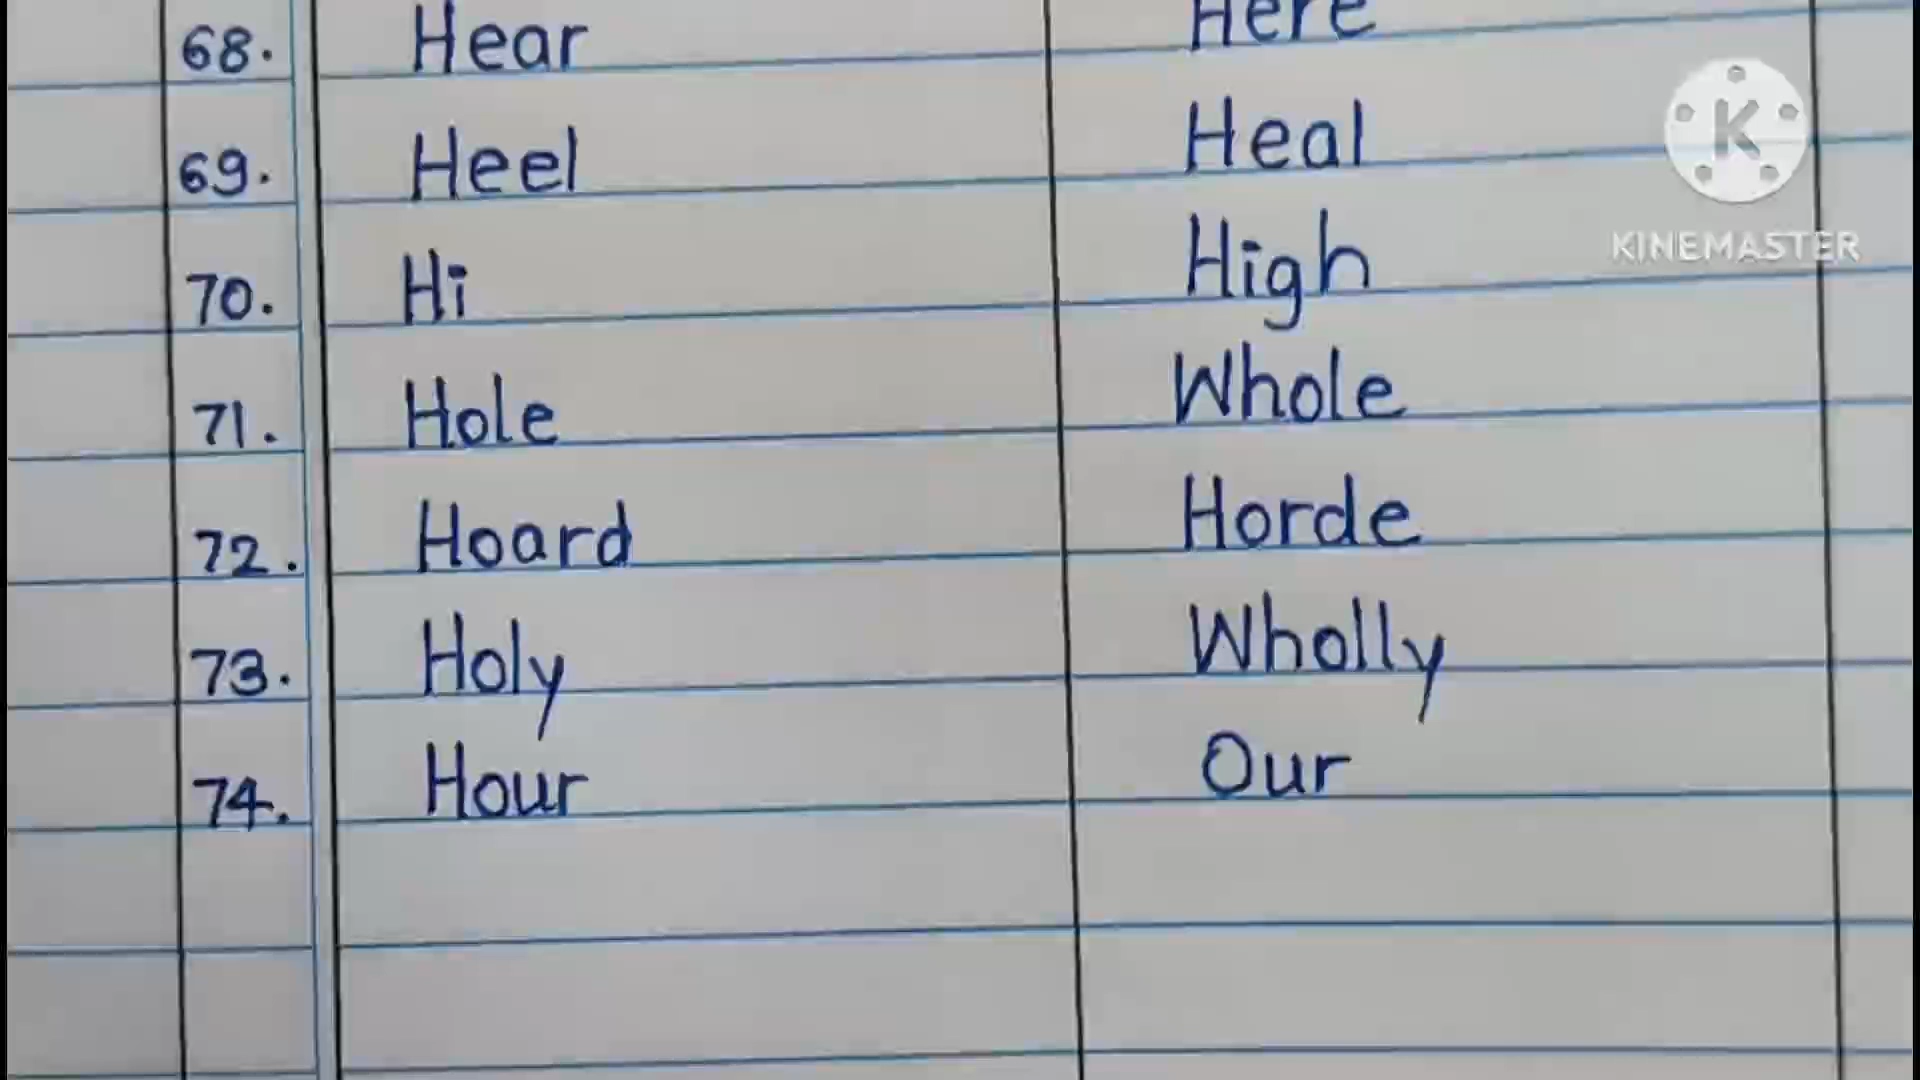 68. Hear Here
69. Heel Heal
70. Hi High
71. Hole Whole
72. Hoard Horde
73. Holy Wholly
74. Hour Our
K
KINEMASTER